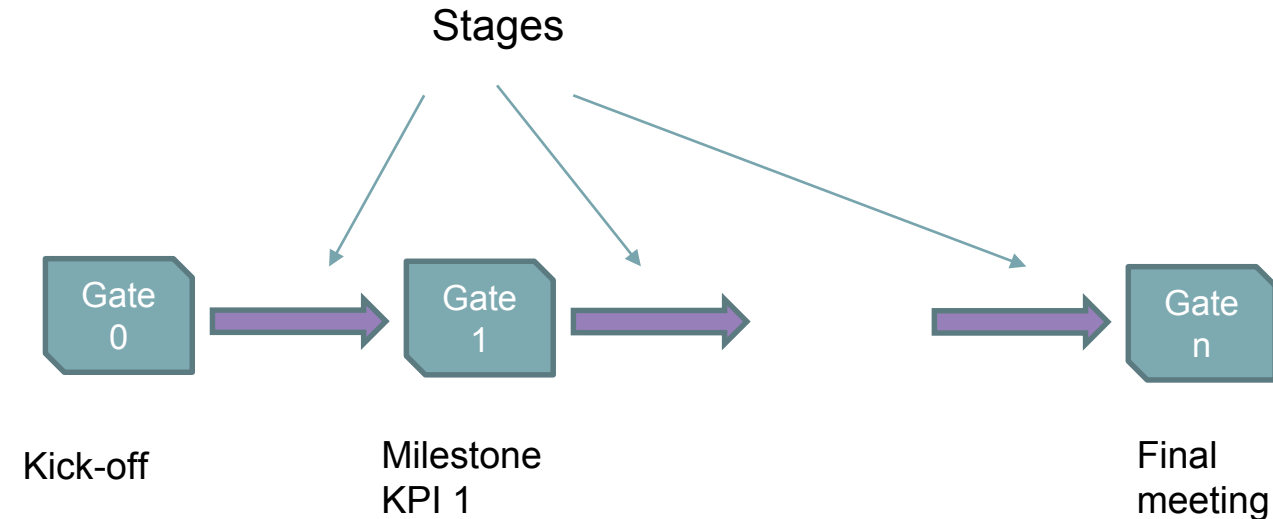 Stages
Gate
0
Gate
1
Gate
n
Kick-off
Milestone
KPI 1
Final
meeting